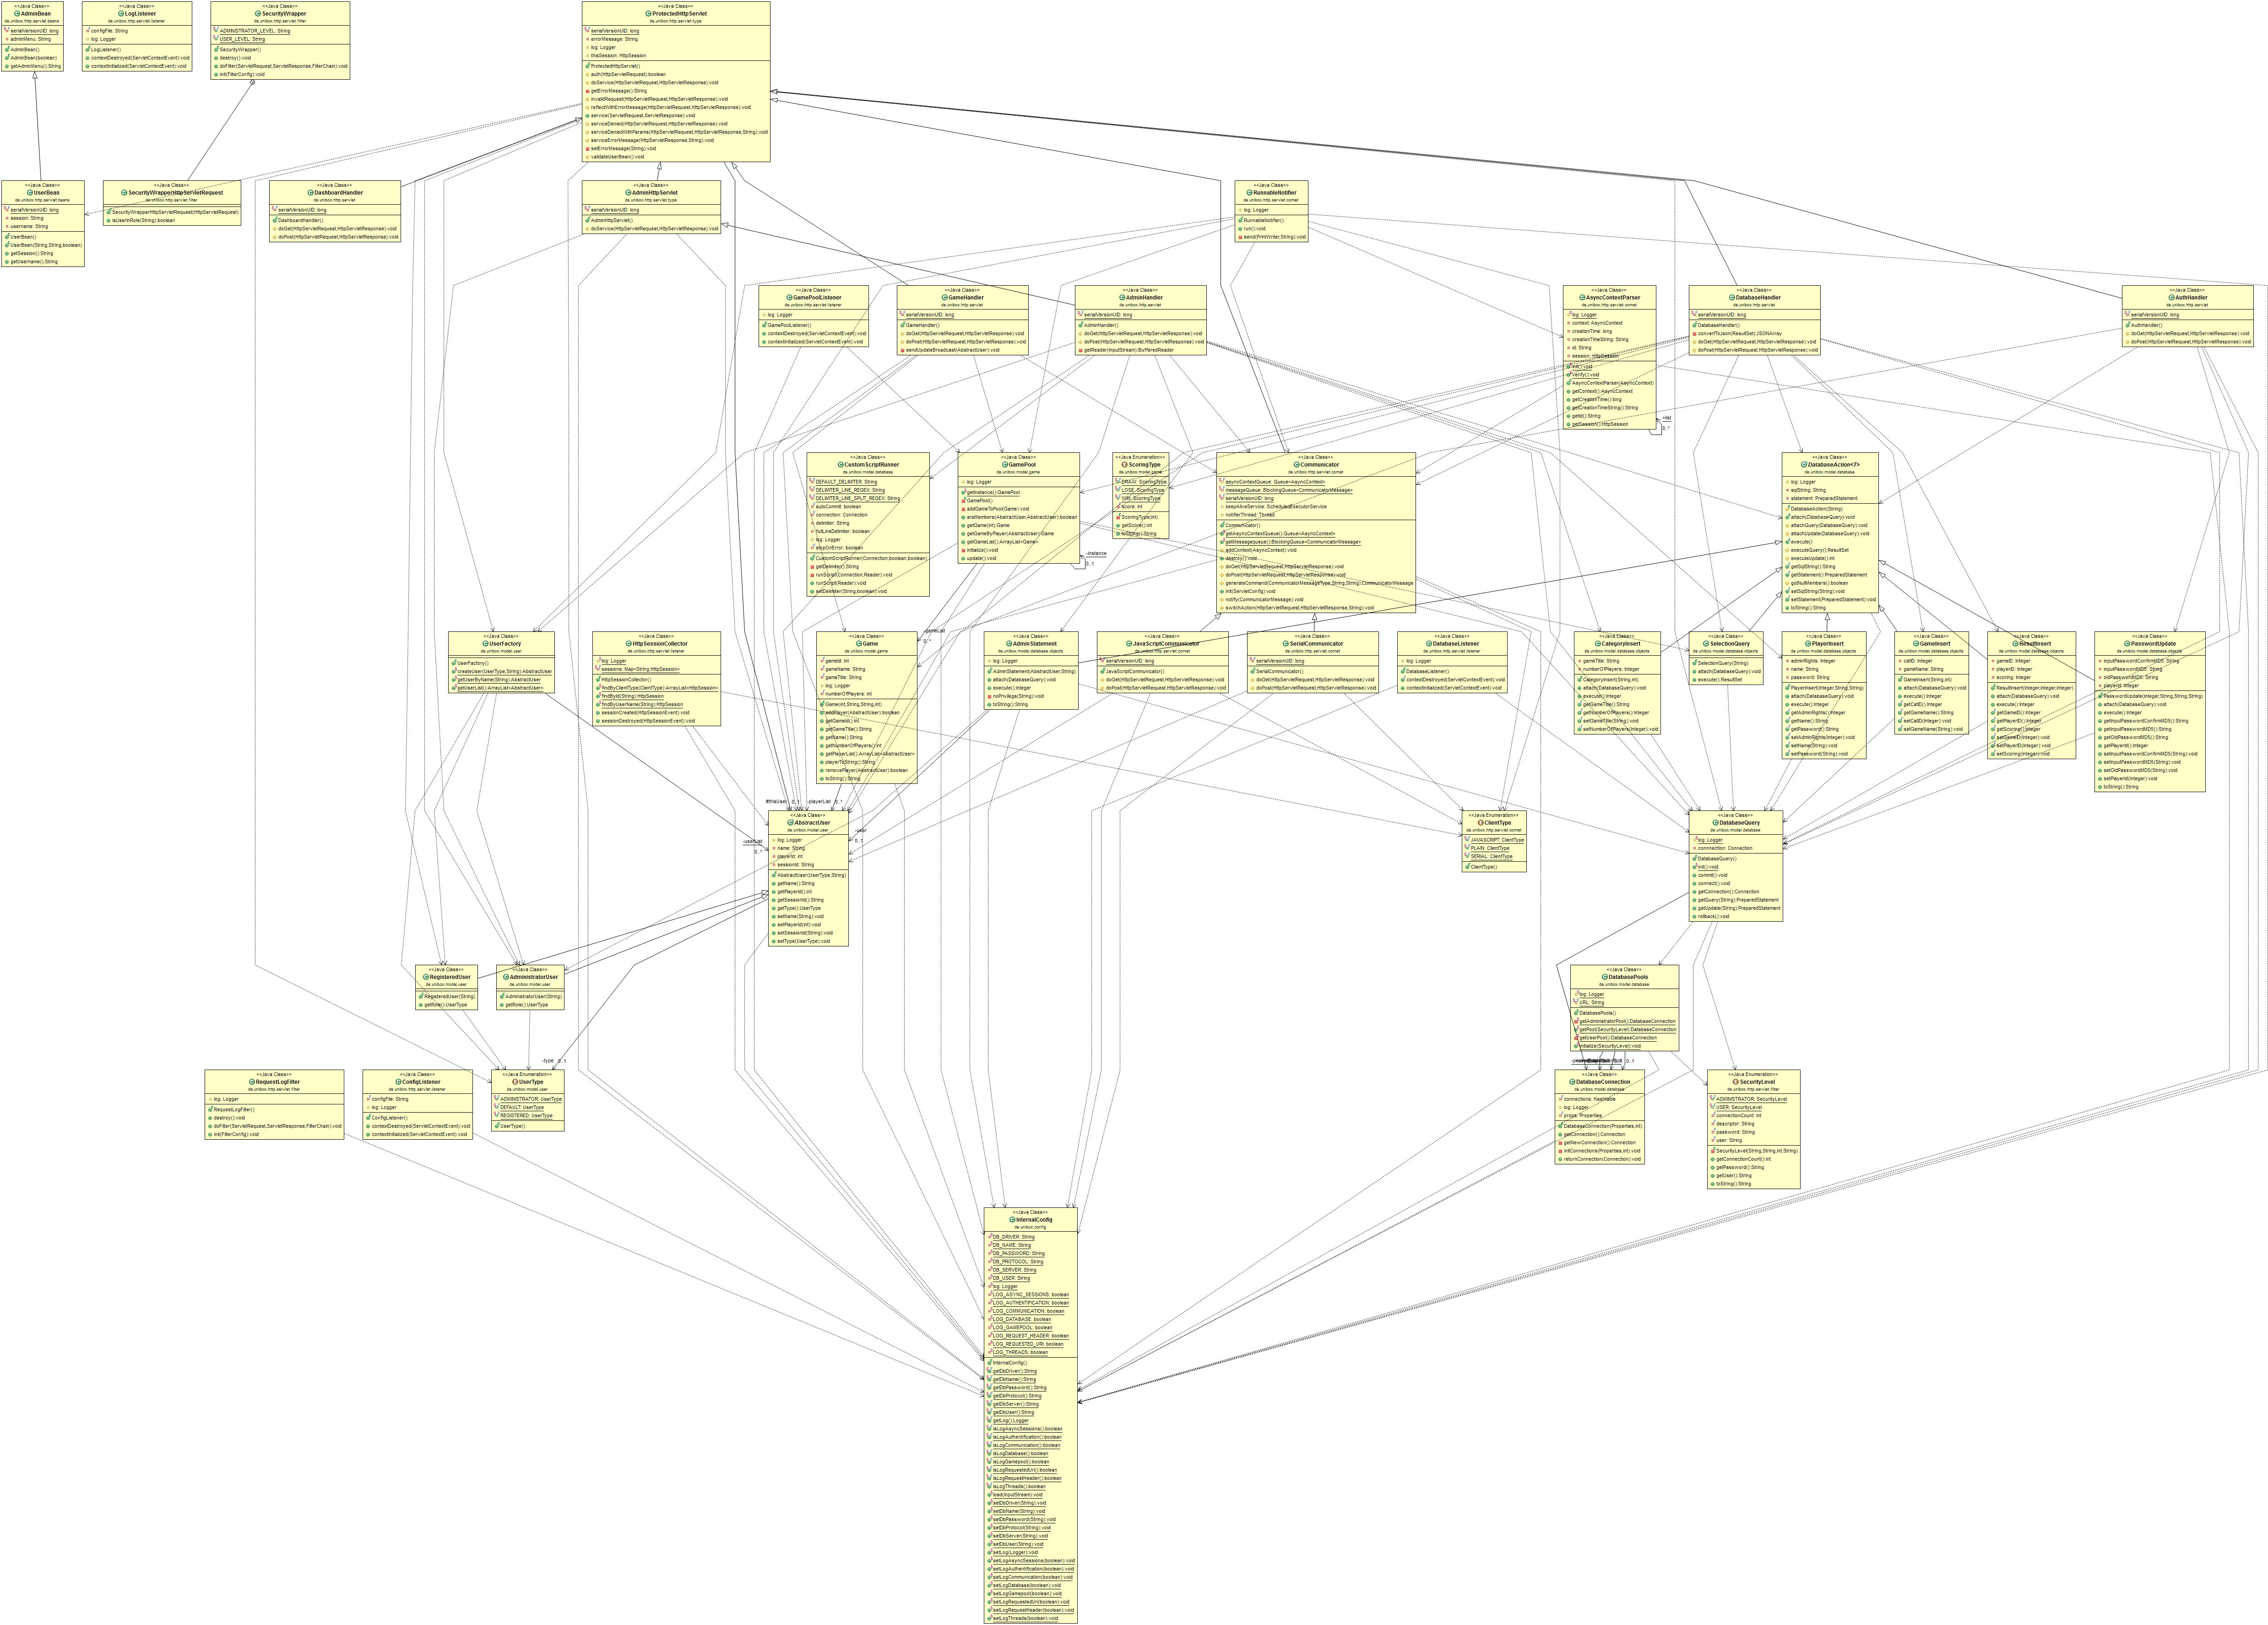 <<Java Class>>
AdminBean
de.unibox.http.servlet.beans
serialVersionUID: long
adminMenu: String
AdminBean()
AdminBean(boolean)
getAdminMenu():String
<<Java Class>>
LogListener
de.unibox.http.servlet.listener
configFile: String
log: Logger
LogListener()
contextDestroyed(ServletContextEvent):void
contextInitialized(ServletContextEvent):void
<<Java Class>>
SecurityWrapper
de.unibox.http.servlet.filter
ADMINISTRATOR_LEVEL: String
USER_LEVEL: String
SecurityWrapper()
destroy():void
doFilter(ServletRequest,ServletResponse,FilterChain):void
init(FilterConfig):void
<<Java Class>>
ProtectedHttpServlet
de.unibox.http.servlet.type
serialVersionUID: long
errorMessage: String
log: Logger
thisSession: HttpSession
ProtectedHttpServlet()
auth(HttpServletRequest):boolean
doService(HttpServletRequest,HttpServletResponse):void
getErrorMessage():String
invalidRequest(HttpServletRequest,HttpServletResponse):void
reflectWithErrorMessage(HttpServletRequest,HttpServletResponse):void
service(ServletRequest,ServletResponse):void
serviceDenied(HttpServletRequest,HttpServletResponse):void
serviceDeniedWithParams(HttpServletRequest,HttpServletResponse,String):void
serviceErrorMessage(HttpServletResponse,String):void
setErrorMessage(String):void
validateUserBean():void
<<Java Class>>
UserBean
de.unibox.http.servlet.beans
serialVersionUID: long
session: String
username: String
UserBean()
UserBean(String,String,boolean)
getSession():String
getUsername():String
<<Java Class>>
SecurityWrapperHttpServletRequest
de.unibox.http.servlet.filter
SecurityWrapperHttpServletRequest(HttpServletRequest)
isUserInRole(String):boolean
<<Java Class>>
DashboardHandler
de.unibox.http.servlet
serialVersionUID: long
DashboardHandler()
doGet(HttpServletRequest,HttpServletResponse):void
doPost(HttpServletRequest,HttpServletResponse):void
<<Java Class>>
AdminHttpServlet
de.unibox.http.servlet.type
serialVersionUID: long
AdminHttpServlet()
doService(HttpServletRequest,HttpServletResponse):void
<<Java Class>>
RunnableNotifier
de.unibox.http.servlet.comet
log: Logger
RunnableNotifier()
run():void
send(PrintWriter,String):void
<<Java Class>>
GamePoolListener
de.unibox.http.servlet.listener
log: Logger
GamePoolListener()
contextDestroyed(ServletContextEvent):void
contextInitialized(ServletContextEvent):void
<<Java Class>>
GameHandler
de.unibox.http.servlet
serialVersionUID: long
GameHandler()
doGet(HttpServletRequest,HttpServletResponse):void
doPost(HttpServletRequest,HttpServletResponse):void
sendUpdateBroadcast(AbstractUser):void
<<Java Class>>
AdminHandler
de.unibox.http.servlet
serialVersionUID: long
AdminHandler()
doGet(HttpServletRequest,HttpServletResponse):void
doPost(HttpServletRequest,HttpServletResponse):void
getReader(InputStream):BufferedReader
<<Java Class>>
AsyncContextParser
de.unibox.http.servlet.comet
log: Logger
context: AsyncContext
creationTime: long
creationTimeString: String
id: String
session: HttpSession
init():void
verify():void
AsyncContextParser(AsyncContext)
getContext():AsyncContext
getCreationTime():long
getCreationTimeString():String
getId():String
getSession():HttpSession
+list
0..*
<<Java Class>>
DatabaseHandler
de.unibox.http.servlet
serialVersionUID: long
DatabaseHandler()
convertToJson(ResultSet):JSONArray
doGet(HttpServletRequest,HttpServletResponse):void
doPost(HttpServletRequest,HttpServletResponse):void
<<Java Class>>
AuthHandler
de.unibox.http.servlet
serialVersionUID: long
AuthHandler()
doGet(HttpServletRequest,HttpServletResponse):void
doPost(HttpServletRequest,HttpServletResponse):void
<<Java Class>>
CustomScriptRunner
de.unibox.model.database
DEFAULT_DELIMITER: String
DELIMITER_LINE_REGEX: String
DELIMITER_LINE_SPLIT_REGEX: String
autoCommit: boolean
connection: Connection
delimiter: String
fullLineDelimiter: boolean
log: Logger
stopOnError: boolean
CustomScriptRunner(Connection,boolean,boolean)
getDelimiter():String
runScript(Connection,Reader):void
runScript(Reader):void
setDelimiter(String,boolean):void
<<Java Class>>
GamePool
de.unibox.model.game
log: Logger
getInstance():GamePool
GamePool()
addGameToPool(Game):void
areMembers(AbstractUser,AbstractUser):boolean
getGame(int):Game
getGameByPlayer(AbstractUser):Game
getGameList():ArrayList<Game>
initialize():void
update():void
-instance
0..1
<<Java Enumeration>>
ScoringType
de.unibox.model.game
DRAW: ScoringType
LOSE: ScoringType
WIN: ScoringType
score: int
ScoringType(int)
getScore():int
toString():String
<<Java Class>>
Communicator
de.unibox.http.servlet.comet
asyncContextQueue: Queue<AsyncContext>
messageQueue: BlockingQueue<CommunicatorMessage>
serialVersionUID: long
keepAliveService: ScheduledExecutorService
notifierThread: Thread
Communicator()
getAsyncContextQueue():Queue<AsyncContext>
getMessagequeue():BlockingQueue<CommunicatorMessage>
addContext(AsyncContext):void
destroy():void
doGet(HttpServletRequest,HttpServletResponse):void
doPost(HttpServletRequest,HttpServletResponse):void
generateCommand(CommunicatorMessageType,String,String):CommunicatorMessage
init(ServletConfig):void
notify(CommunicatorMessage):void
switchAction(HttpServletRequest,HttpServletResponse,String):void
<<Java Class>>
DatabaseAction<T>
de.unibox.model.database
log: Logger
sqlString: String
statement: PreparedStatement
DatabaseAction(String)
attach(DatabaseQuery):void
attachQuery(DatabaseQuery):void
attachUpdate(DatabaseQuery):void
execute()
executeQuery():ResultSet
executeUpdate():int
getSqlString():String
getStatement():PreparedStatement
gotNullMembers():boolean
setSqlString(String):void
setStatement(PreparedStatement):void
toString():String
<<Java Class>>
UserFactory
de.unibox.model.user
UserFactory()
createUser(UserType,String):AbstractUser
getUserByName(String):AbstractUser
getUserList():ArrayList<AbstractUser>
<<Java Class>>
HttpSessionCollector
de.unibox.http.servlet.listener
log: Logger
sessions: Map<String,HttpSession>
HttpSessionCollector()
findByClientType(ClientType):ArrayList<HttpSession>
findById(String):HttpSession
findByUserName(String):HttpSession
sessionCreated(HttpSessionEvent):void
sessionDestroyed(HttpSessionEvent):void
<<Java Class>>
Game
de.unibox.model.game
gameId: int
gameName: String
gameTitle: String
log: Logger
numberOfPlayers: int
Game(int,String,String,int)
addPlayer(AbstractUser):boolean
getGameId():int
getGameTitle():String
getName():String
getNumberOfPlayers():int
getPlayerList():ArrayList<AbstractUser>
playerToString():String
removePlayer(AbstractUser):boolean
toString():String
-gameList
0..*
<<Java Class>>
AdminStatement
de.unibox.model.database.objects
log: Logger
AdminStatement(AbstractUser,String)
attach(DatabaseQuery):void
execute():Integer
noPrivilegs(String):void
toString():String
<<Java Class>>
JavaScriptCommunicator
de.unibox.http.servlet.comet
serialVersionUID: long
JavaScriptCommunicator()
doGet(HttpServletRequest,HttpServletResponse):void
doPost(HttpServletRequest,HttpServletResponse):void
<<Java Class>>
SerialCommunicator
de.unibox.http.servlet.comet
serialVersionUID: long
SerialCommunicator()
doGet(HttpServletRequest,HttpServletResponse):void
doPost(HttpServletRequest,HttpServletResponse):void
<<Java Class>>
DatabaseListener
de.unibox.http.servlet.listener
log: Logger
DatabaseListener()
contextDestroyed(ServletContextEvent):void
contextInitialized(ServletContextEvent):void
<<Java Class>>
CategoryInsert
de.unibox.model.database.objects
gameTitle: String
numberOfPlayers: Integer
CategoryInsert(String,int)
attach(DatabaseQuery):void
execute():Integer
getGameTitle():String
getNumberOfPlayers():Integer
setGameTitle(String):void
setNumberOfPlayers(Integer):void
<<Java Class>>
SelectionQuery
de.unibox.model.database.objects
SelectionQuery(String)
attach(DatabaseQuery):void
execute():ResultSet
<<Java Class>>
PlayerInsert
de.unibox.model.database.objects
adminRights: Integer
name: String
password: String
PlayerInsert(Integer,String,String)
attach(DatabaseQuery):void
execute():Integer
getAdminRights():Integer
getName():String
getPassword():String
setAdminRights(Integer):void
setName(String):void
setPassword(String):void
<<Java Class>>
GameInsert
de.unibox.model.database.objects
catID: Integer
gameName: String
GameInsert(String,int)
attach(DatabaseQuery):void
execute():Integer
getCatID():Integer
getGameName():String
setCatID(Integer):void
setGameName(String):void
<<Java Class>>
ResultInsert
de.unibox.model.database.objects
gameID: Integer
playerID: Integer
scoring: Integer
ResultInsert(Integer,Integer,Integer)
attach(DatabaseQuery):void
execute():Integer
getGameID():Integer
getPlayerID():Integer
getScoring():Integer
setGameID(Integer):void
setPlayerID(Integer):void
setScoring(Integer):void
<<Java Class>>
PasswordUpdate
de.unibox.model.database.objects
inputPasswordConfirmMD5: String
inputPasswordMD5: String
oldPasswordMD5: String
playerId: Integer
PasswordUpdate(Integer,String,String,String)
attach(DatabaseQuery):void
execute():Integer
getInputPasswordConfirmMD5():String
getInputPasswordMD5():String
getOldPasswordMD5():String
getPlayerId():Integer
setInputPasswordConfirmMD5(String):void
setInputPasswordMD5(String):void
setOldPasswordMD5(String):void
setPlayerId(Integer):void
toString():String
#thisUser
0..1
-playerList
0..*
-userList
0..*
-user
0..1
<<Java Class>>
AbstractUser
de.unibox.model.user
log: Logger
name: String
playerId: int
sessionId: String
AbstractUser(UserType,String)
getName():String
getPlayerId():int
getSessionId():String
getType():UserType
setName(String):void
setPlayerId(int):void
setSessionId(String):void
setType(UserType):void
<<Java Enumeration>>
ClientType
de.unibox.http.servlet.comet
JAVASCRIPT: ClientType
PLAIN: ClientType
SERIAL: ClientType
ClientType()
<<Java Class>>
DatabaseQuery
de.unibox.model.database
log: Logger
connnection: Connection
DatabaseQuery()
init():void
commit():void
connect():void
getConnection():Connection
getQuery(String):PreparedStatement
getUpdate(String):PreparedStatement
rollback():void
<<Java Class>>
RegisteredUser
de.unibox.model.user
RegisteredUser(String)
getRole():UserType
<<Java Class>>
AdministratorUser
de.unibox.model.user
AdministratorUser(String)
getRole():UserType
<<Java Class>>
DatabasePools
de.unibox.model.database
log: Logger
URL: String
DatabasePools()
getAdministratorPool():DatabaseConnection
getPool(SecurityLevel):DatabaseConnection
getUserPool():DatabaseConnection
initialize(SecurityLevel):void
-type
0..1
0..1
<<Java Class>>
RequestLogFilter
de.unibox.http.servlet.filter
log: Logger
RequestLogFilter()
destroy():void
doFilter(ServletRequest,ServletResponse,FilterChain):void
init(FilterConfig):void
<<Java Class>>
ConfigListener
de.unibox.http.servlet.listener
configFile: String
log: Logger
ConfigListener()
contextDestroyed(ServletContextEvent):void
contextInitialized(ServletContextEvent):void
<<Java Enumeration>>
UserType
de.unibox.model.user
ADMINISTRATOR: UserType
DEFAULT: UserType
REGISTERED: UserType
UserType()
<<Java Class>>
DatabaseConnection
de.unibox.model.database
connections: Hashtable
log: Logger
props: Properties
DatabaseConnection(Properties,int)
getConnection():Connection
getNewConnection():Connection
initConnections(Properties,int):void
returnConnection(Connection):void
<<Java Enumeration>>
SecurityLevel
de.unibox.http.servlet.filter
ADMINISTRATOR: SecurityLevel
USER: SecurityLevel
connectionCount: int
descriptor: String
password: String
user: String
SecurityLevel(String,String,int,String)
getConnectionCount():int
getPassword():String
getUser():String
toString():String
<<Java Class>>
InternalConfig
de.unibox.config
DB_DRIVER: String
DB_NAME: String
DB_PASSWORD: String
DB_PROTOCOL: String
DB_SERVER: String
DB_USER: String
log: Logger
LOG_ASYNC_SESSIONS: boolean
LOG_AUTHENTIFICATION: boolean
LOG_COMMUNICATION: boolean
LOG_DATABASE: boolean
LOG_GAMEPOOL: boolean
LOG_REQUEST_HEADER: boolean
LOG_REQUESTED_URI: boolean
LOG_THREADS: boolean
InternalConfig()
getDbDriver():String
getDbName():String
getDbPassword():String
getDbProtocol():String
getDbServer():String
getDbUser():String
getLog():Logger
isLogAsyncSessions():boolean
isLogAuthentification():boolean
isLogCommunication():boolean
isLogDatabase():boolean
isLogGamepool():boolean
isLogRequestedUri():boolean
isLogRequestHeader():boolean
isLogThreads():boolean
load(InputStream):void
setDbDriver(String):void
setDbName(String):void
setDbPassword(String):void
setDbProtocol(String):void
setDbServer(String):void
setDbUser(String):void
setLog(Logger):void
setLogAsyncSessions(boolean):void
setLogAuthentification(boolean):void
setLogCommunication(boolean):void
setLogDatabase(boolean):void
setLogGamepool(boolean):void
setLogRequestedUri(boolean):void
setLogRequestHeader(boolean):void
setLogThreads(boolean):void